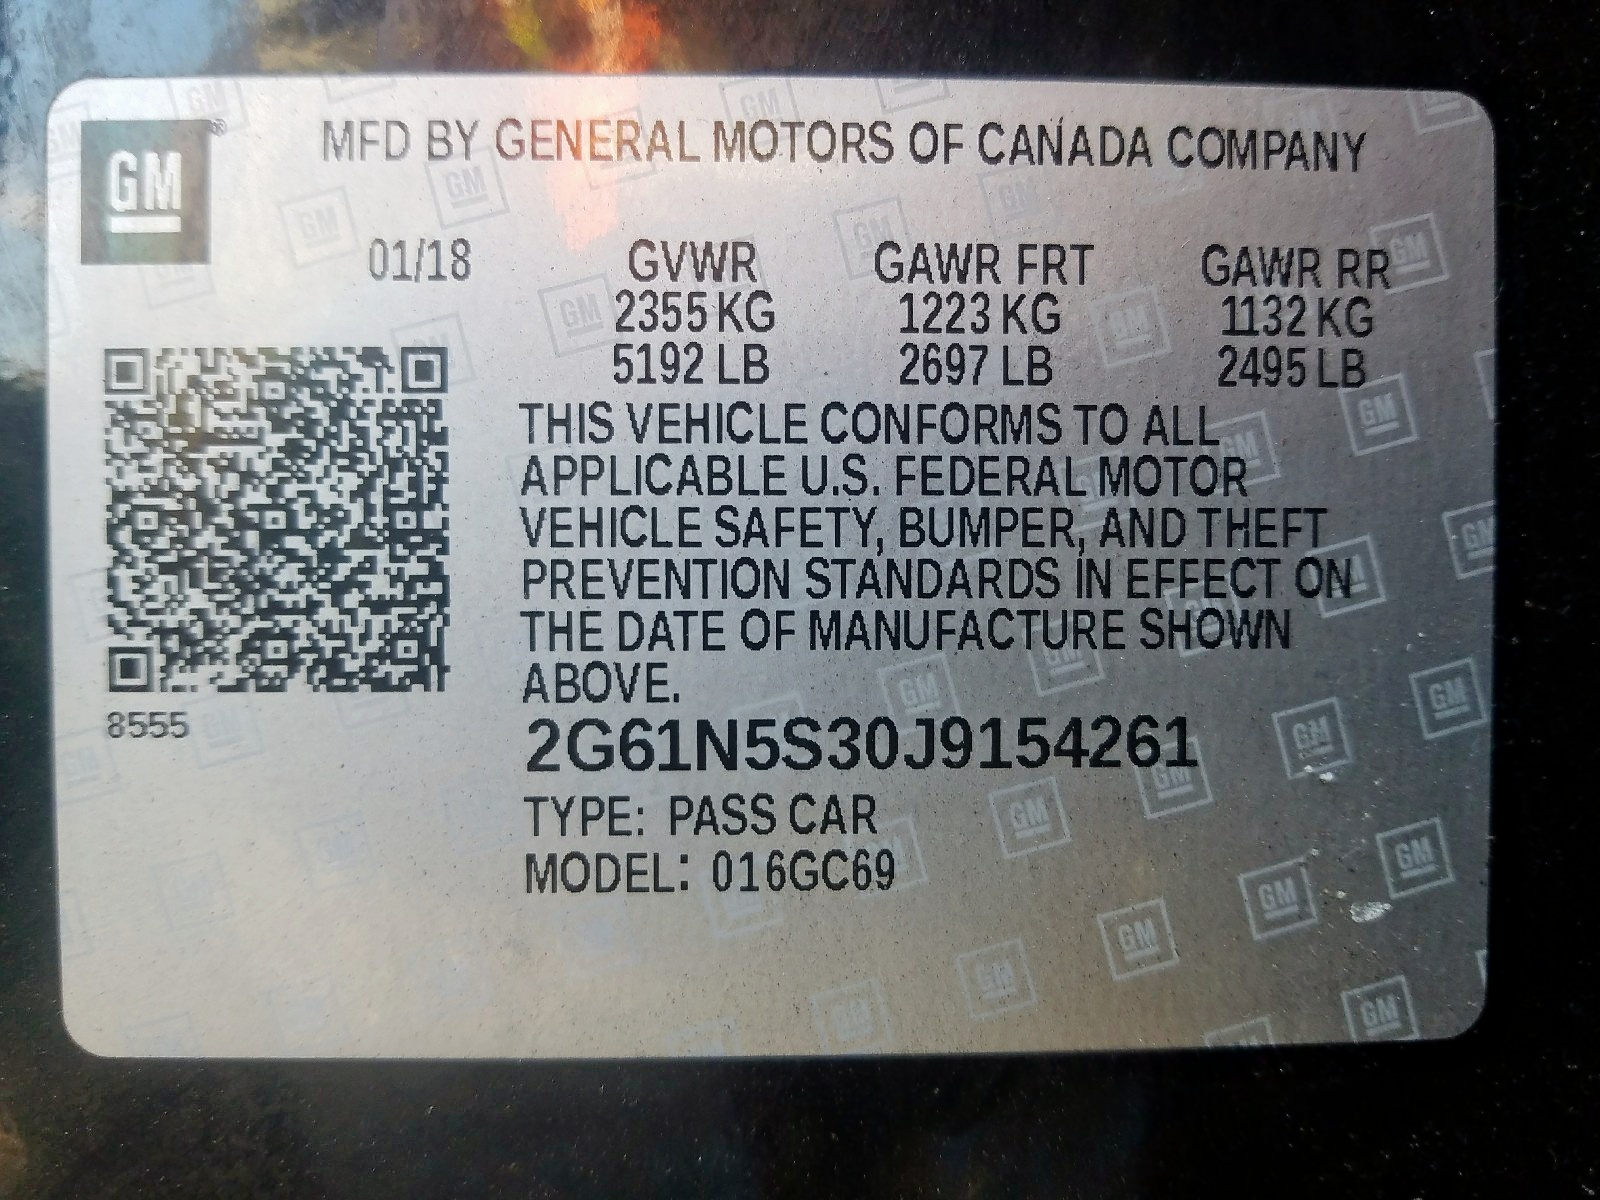 GM
MFD BY GENERAL MOTORS OF CANADA COMPANY
01/18 GVWR GAWR FRT GAWR RR
2355 KG 1223 KG 1132 KG
5192 LB 2697 LB 2495 LB
THIS VEHICLE CONFORMS TO ALL
APPLICABLE U.S. FEDERAL MOTOR
VEHICLE SAFETY, BUMPER, AND THEFT
PREVENTION STANDARDS IN EFFECT ON
THE DATE OF MANUFACTURE SHOWN
ABOVE.
8555
2G61N5S30J9154261
TYPE: PASS CAR
MODEL: 016GC69